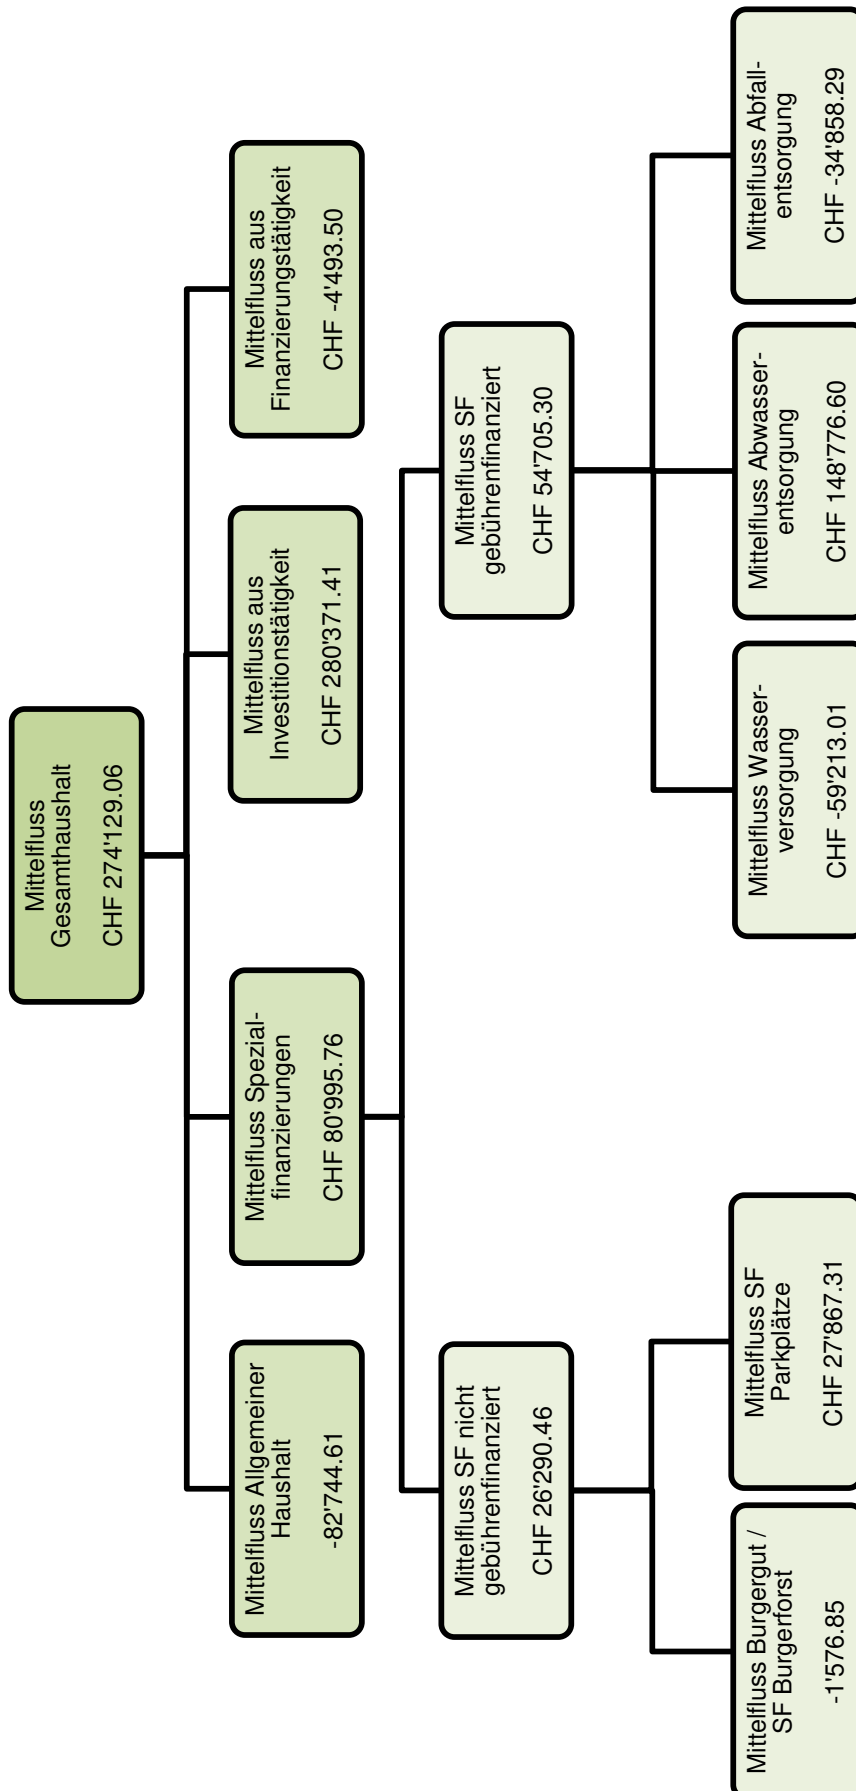 Mittelfluss
Gesamthaushalt
CHF 274'129.06
Mittelfluss Allgemeiner
Haushalt
-82'744.61
Mittelfluss Spezial-
finanzierungen
CHF 80'995.76
Mittelfluss aus
Investitionstätigkeit
CHF 280'371.41
Mittelfluss aus
Finanzierungstätigkeit
CHF -4'493.50
Mittelfluss SF nicht
gebührenfinanziert
CHF 26'290.46
Mittelfluss SF
gebührenfinanziert
CHF 54'705.30
Mittelfluss Burgergut /
SF Burgerforst
-1'576.85
Mittelfluss SF
Parkplätze
CHF 27'867.31
Mittelfluss Wasser-
versorgung
CHF -59'213.01
Mittelfluss Abwasser-
entsorgung
CHF 148'776.60
Mittelfluss Abfall-
entsorgung
CHF -34'858.29